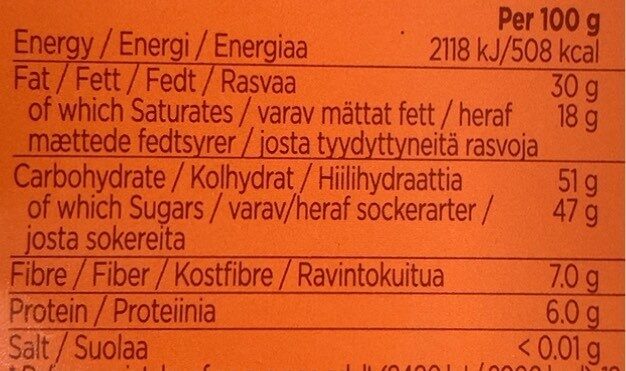 Per 100 g
Energy / Energi / Energiaa 2118 kJ/508 kcal
Fat / Fett / Fedt / Rasvaa 30 g
of which Saturates / varav mättat fett / heraf 18 g
mættede fedtsyrer / josta tyydyttyneitä rasvoja
Carbohydrate / Kolhydrat / Hiilihydraattia 51 g
of which Sugars / varav/heraf sockerarter / 47 g
josta sokereita
Fibre / Fiber / Kostfibre / Ravintokuitua 7.0 g
Protein / Proteiinia 6.0 g
Salt / Suolaa < 0.01 g